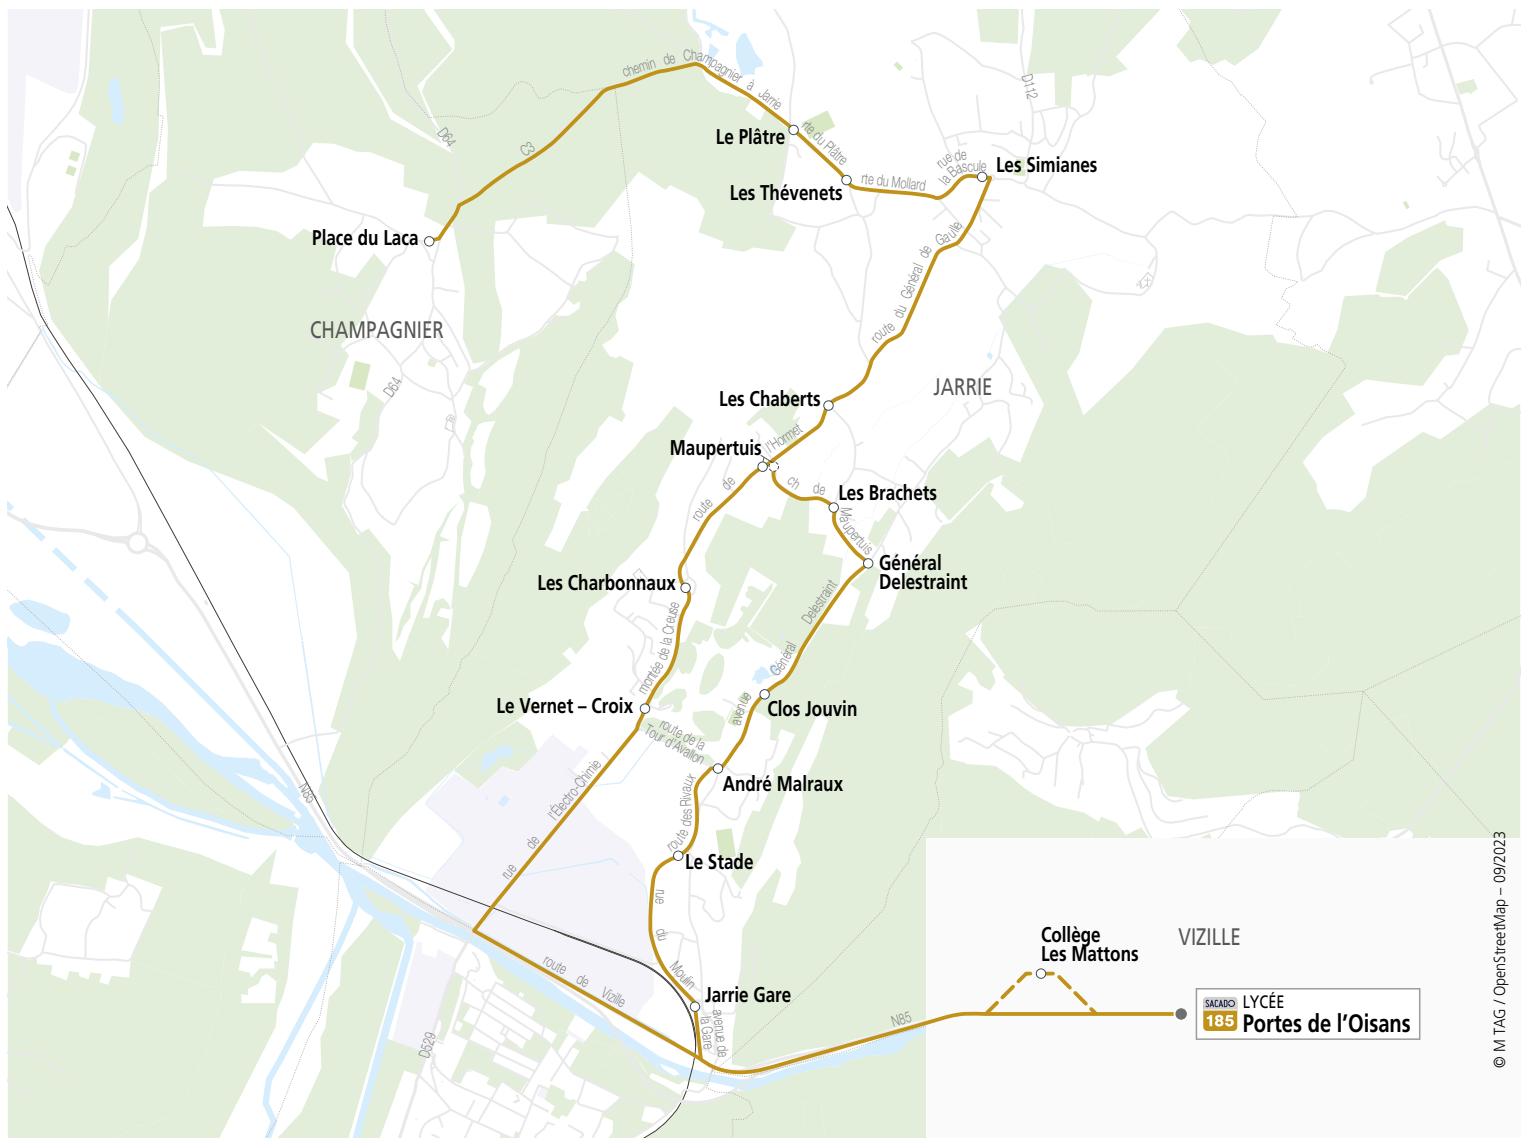 chemin de Champagnier à Jarrie
D112
D64
C3
Le Plâtre
rte du Plâtre
rue de
la Bascule
Les Simianes
Les Thévenets
rte du Mollard
Place du Laca
route du Général de Gaulle
CHAMPAGNIER
D64
JARRIE
Les Chaberts
Maupertuis
route de l'Hormet
ch de Maupertuis
Les Brachets
Général
Delestraint
Les Charbonnaux
montée de la Creuse
avenue Général Delestraint
Le Vernet – Croix
Clos Jouvin
route de la
Tour d'Avallon
André Malraux
rue de l'Électro-Chimie
N85
route des Rivaux
Le Stade
rue du Moulin
route de Vizille
Jarrie Gare
avenue de
la Gare
D529
N85
Collège
Les Mattons
VIZILLE
SACADO
185
LYCÉE
Portes de l'Oisans
© M TAG / OpenStreetMap – 09/2023